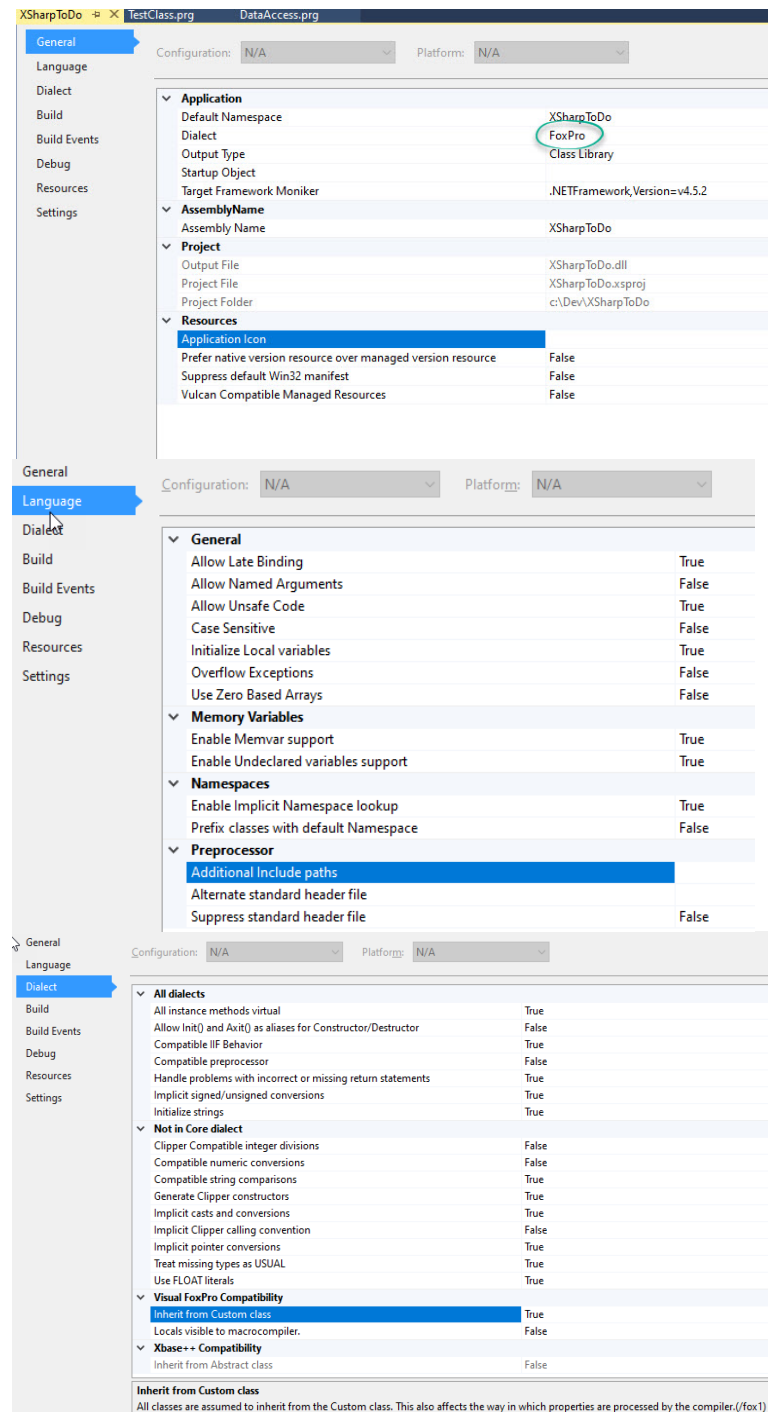 XSharpToDo TestClass.prg DataAccess.prg
General
Language
Dialect
Build
Build Events
Debug
Resources
Settings
Configuration: N/A Platform: N/A
Application
Default Namespace XSharpToDo
Dialect FoxPro
Output Type Class Library
Startup Object
Target Framework Moniker .NETFramework,Version=v4.5.2
AssemblyName
Assembly Name XSharpToDo
Project
Output File XSharpToDo.dll
Project File XSharpToDo.xsproj
Project Folder c:\Dev\XSharpToDo
Resources
Application Icon
Prefer native version resource over managed version resource False
Suppress default Win32 manifest False
Vulcan Compatible Managed Resources False
General
Language
Dialect
Build
Build Events
Debug
Resources
Settings
Configuration: N/A Platform: N/A
General
Allow Late Binding True
Allow Named Arguments False
Allow Unsafe Code True
Case Sensitive False
Initialize Local variables True
Overflow Exceptions False
Use Zero Based Arrays False
Memory Variables
Enable Memvar support True
Enable Undeclared variables support True
Namespaces
Enable Implicit Namespace lookup True
Prefix classes with default Namespace False
Preprocessor
Additional Include paths
Alternate standard header file
Suppress standard header file False
General
Language
Dialect
Build
Build Events
Debug
Resources
Settings
Configuration: N/A Platform: N/A
All dialects
All instance methods virtual True
Allow Init() and Axit() as aliases for Constructor/Destructor False
Compatible IIF Behavior True
Compatible preprocessor False
Handle problems with incorrect or missing return statements True
Implicit signed/unsigned conversions True
Initialize strings True
Not in Core dialect
Clipper Compatible integer divisions False
Compatible numeric conversions False
Compatible string comparisons True
Generate Clipper constructors True
Implicit casts and conversions True
Implicit Clipper calling convention False
Implicit pointer conversions True
Treat missing types as USUAL True
Use FLOAT literals True
Visual FoxPro Compatibility
Inherit from Custom class True
Locals visible to macrocompiler. False
Xbase++ Compatibility
Inherit from Abstract class False
Inherit from Custom class
All classes are assumed to inherit from the Custom class. This also affects the way in which properties are processed by the compiler.(/fox1)